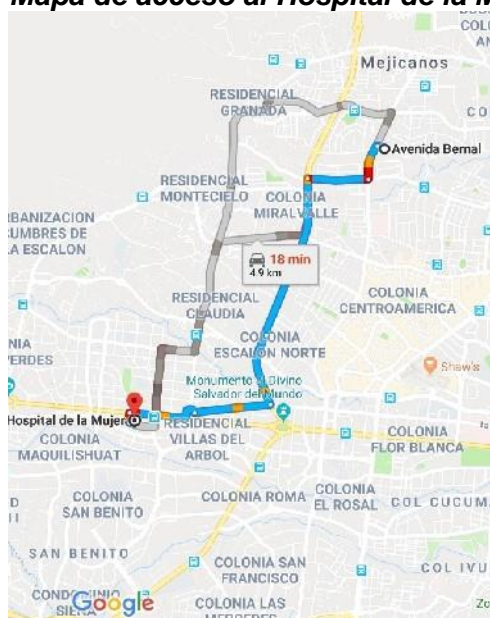 Mapa de acceso al Hospital de la M
Mejicanos
RESIDENCIAL
GRANADA
Avenida Bernal
RESIDENCIAL
MONTECIELO
COLONIA
MIRALVALLE
CUMBRES DE
LA ESCALON
18 min
4.9 km
RESIDENCIAL
CLAUDIA
COLONIA
CENTROAMERICA
COLONIA
ESCALON NORTE
Shaw's
Monumento al Divino
Salvador del Mundo
Hospital de la Mujer
RESIDENCIAL
VILLAS DEL
ARBOL
COLONIA
MAQUILISHUAT
COLONIA
FLOR BLANCA
COLONIA
SAN BENITO
COLONIA ROMA
COLONIA
EL ROSAL
COL CUCUM
SAN BENITO
COLONIA SAN
FRANCISCO
COL IVU
Google
COLONIA LAS